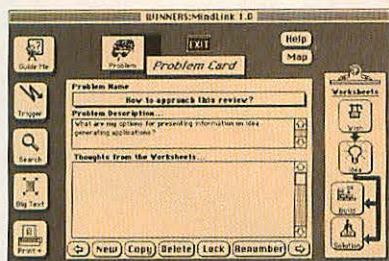 WINNERS:MindLink 1.0
Guide Me
Problem
EXIT
Help
Map
Problem Card
Problem Name
How to approach this review?
Problem Description...
What are my options for presenting information on idea
generating applications?
Thoughts from the Worksheets...
Trigger
Search
Big Text
Print
Worksheets
Wish
Idea
Build
Solution
New
Copy
Delete
Lock
Renumber